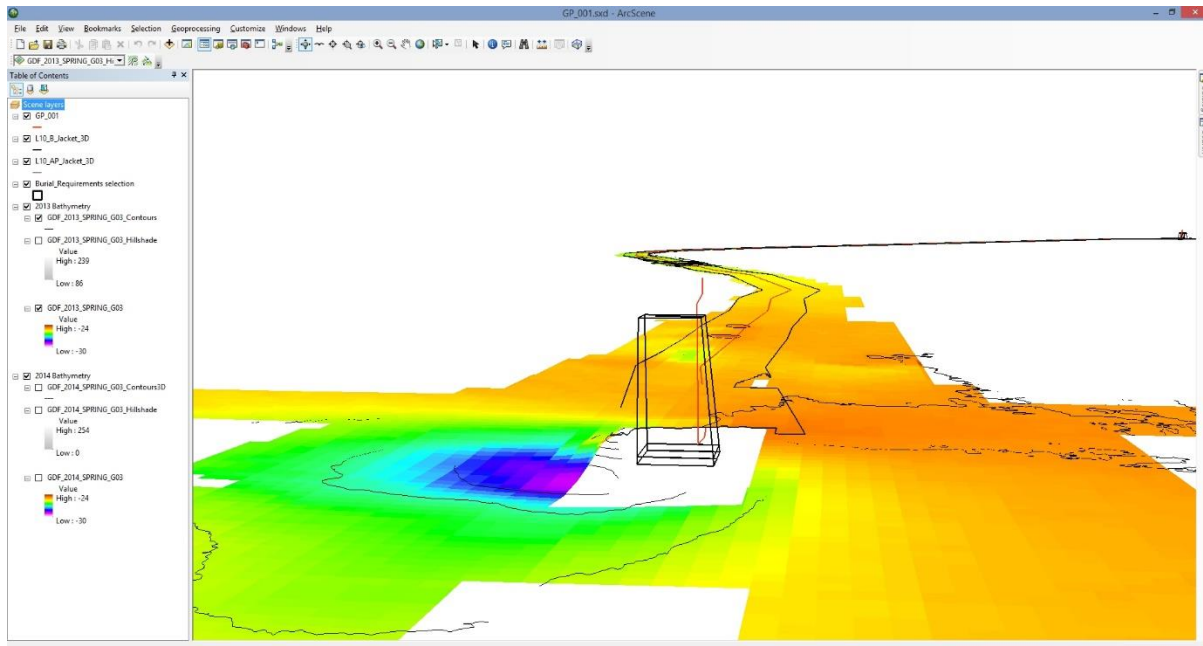 GP_001.sxd - ArcScene
File Edit View Bookmarks Selection Geoprocessing Customize Windows Help
GDF_2013_SPRING_G03_Hi
Table of Contents
Scene layers
GP_001
L10_B_Jacket_3D
L10_AP_Jacket_3D
Burial_Requirements selection
2013 Bathymetry
GDF_2013_SPRING_G03_Contours
GDF_2013_SPRING_G03_Hillshade
Value
High : 239
Low : 86
GDF_2013_SPRING_G03
Value
High : -24
Low : -30
2014 Bathymetry
GDF_2014_SPRING_G03_Contours3D
GDF_2014_SPRING_G03_Hillshade
Value
High : 254
Low : 0
GDF_2014_SPRING_G03
Value
High : -24
Low : -30